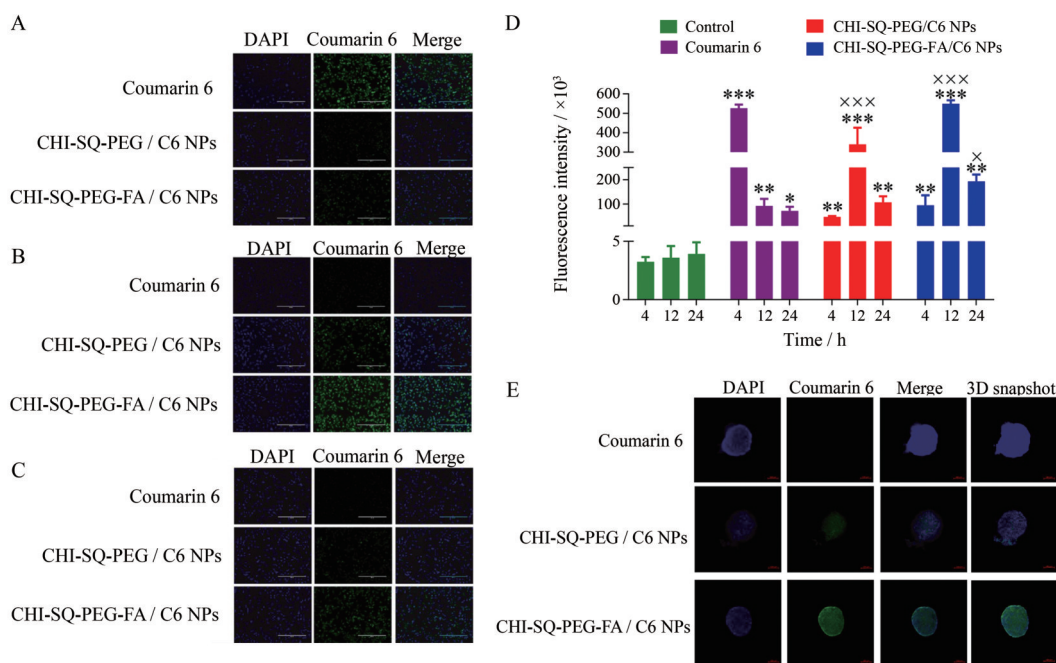 A
DAPI Coumarin 6 Merge
Coumarin 6
CHI-SQ-PEG / C6 NPs
CHI-SQ-PEG-FA / C6 NPs
B
DAPI Coumarin 6 Merge
Coumarin 6
CHI-SQ-PEG / C6 NPs
CHI-SQ-PEG-FA / C6 NPs
C
DAPI Coumarin 6 Merge
Coumarin 6
CHI-SQ-PEG / C6 NPs
CHI-SQ-PEG-FA / C6 NPs
D
Control CHI-SQ-PEG/C6 NPs
Coumarin 6 CHI-SQ-PEG-FA/C6 NPs
Fluorescence intensity / ×10³
600
500
400
300
200
100
5
0
*** ** *
** ××× *** **
** ××× *** × **
4 12 24 4 12 24 4 12 24 4 12 24
Time / h
E
DAPI Coumarin 6 Merge 3D snapshot
Coumarin 6
CHI-SQ-PEG / C6 NPs
CHI-SQ-PEG-FA / C6 NPs